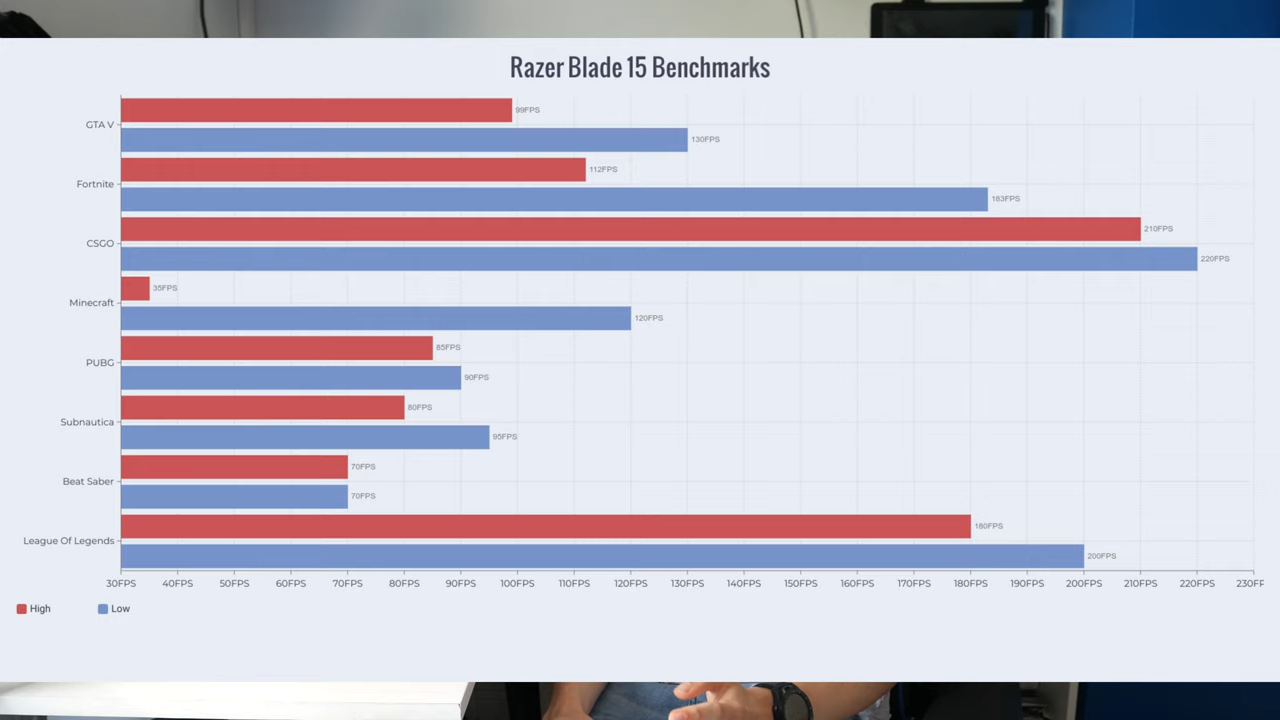 Razer Blade 15 Benchmarks
GTA V
99FPS
130FPS
Fortnite
112FPS
183FPS
CSGO
210FPS
220FPS
Minecraft
35FPS
120FPS
PUBG
85FPS
90FPS
Subnautica
80FPS
95FPS
Beat Saber
70FPS
70FPS
League Of Legends
180FPS
200FPS
30FPS 40FPS 50FPS 60FPS 70FPS 80FPS 90FPS 100FPS 110FPS 120FPS 130FPS 140FPS 150FPS 160FPS 170FPS 180FPS 190FPS 200FPS 210FPS 220FPS 230F
High Low